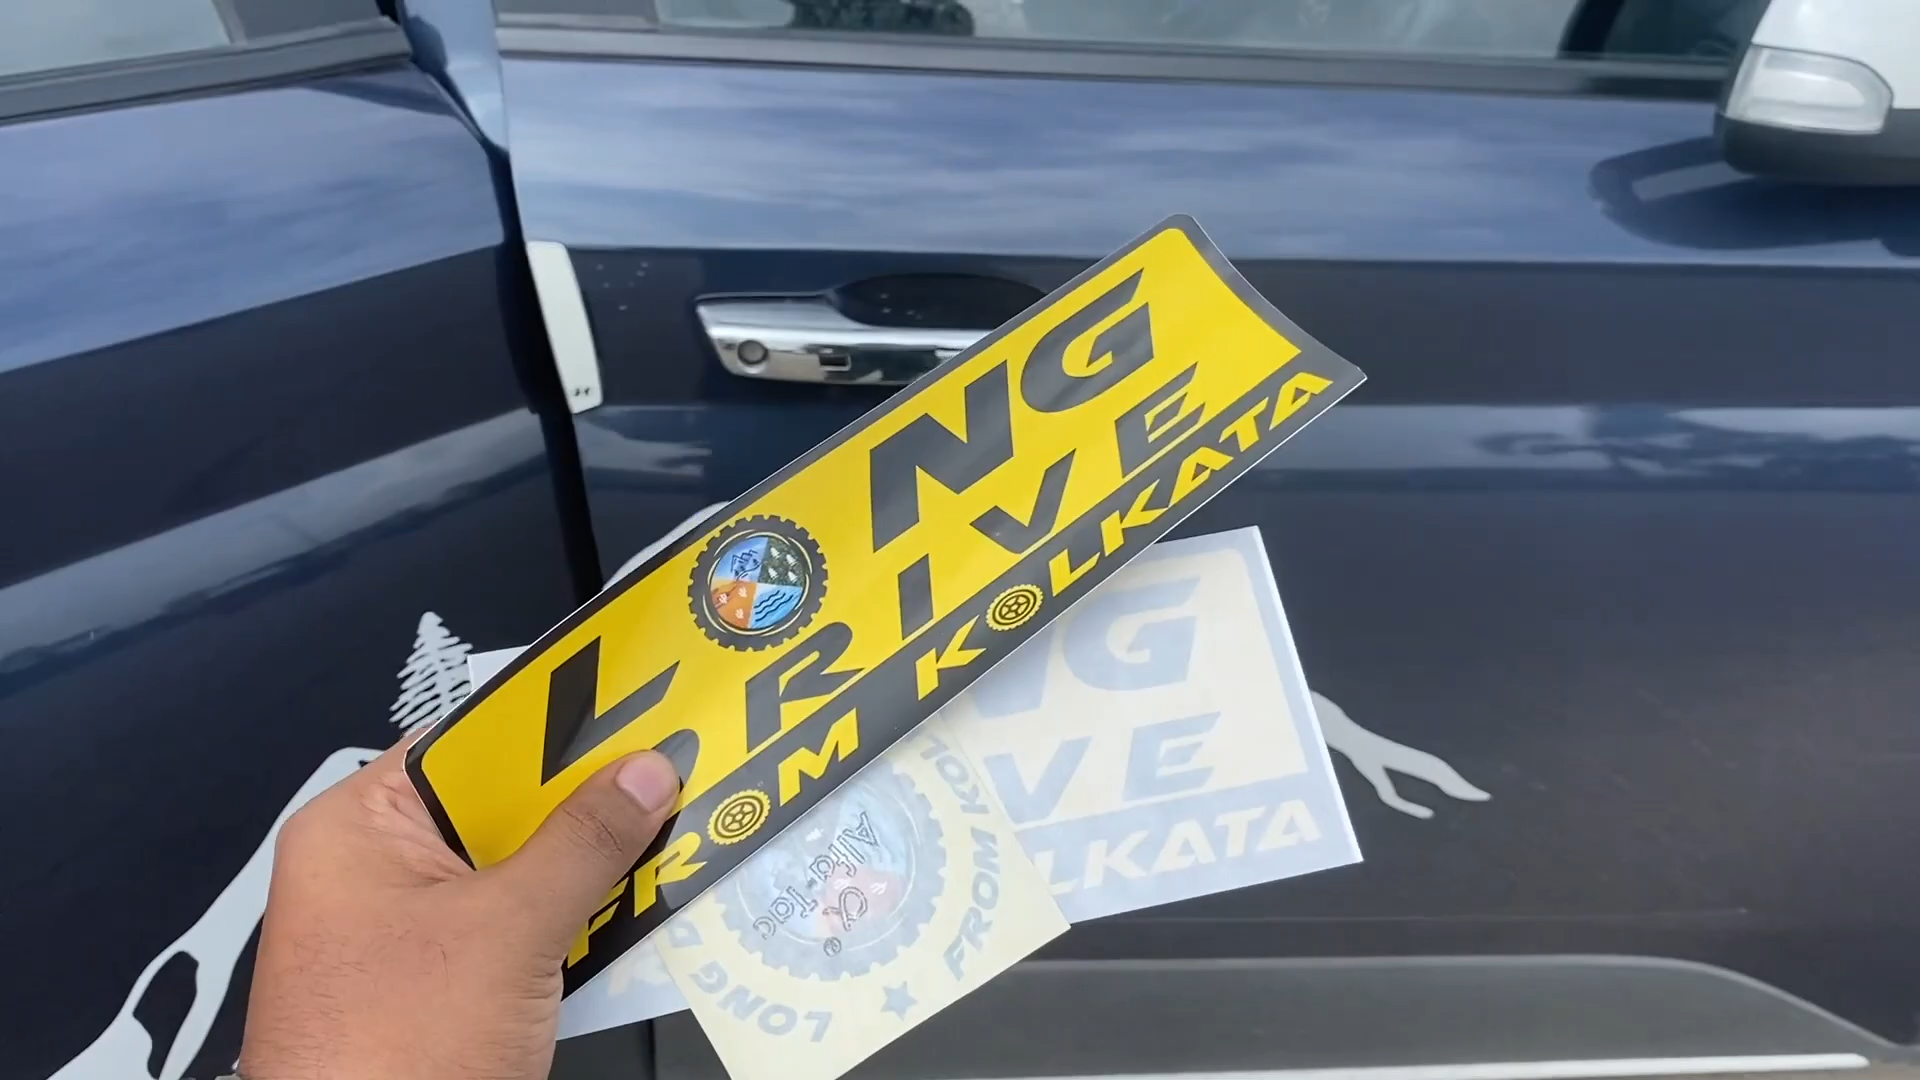 LONG
DRIVE
FROM KOLKATA
NG
VE
LKATA
Alfa-Tac
α®
FROM KOL
LONG D